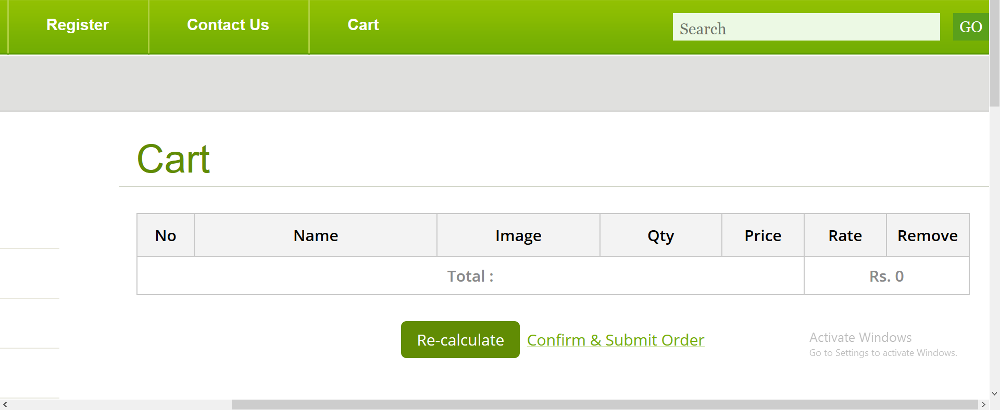 Register Contact Us Cart Search GO
Cart
No Name Image Qty Price Rate Remove
Total : Rs. 0
Re-calculate Confirm & Submit Order
Activate Windows
Go to Settings to activate Windows.